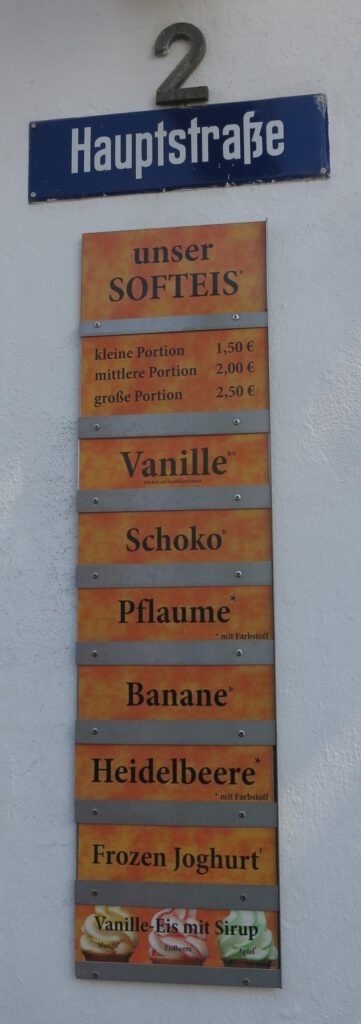 2
Hauptstraße
unser
SOFTEIS
kleine Portion 1,50 €
mittlere Portion 2,00 €
große Portion 2,50 €
Vanille
Schoko
Pflaume*
* mit Farbstoff
Banane
Heidelbeere*
* mit Farbstoff
Frozen Joghurt
Vanille-Eis mit Sirup
Mango Erdbeere Apfel